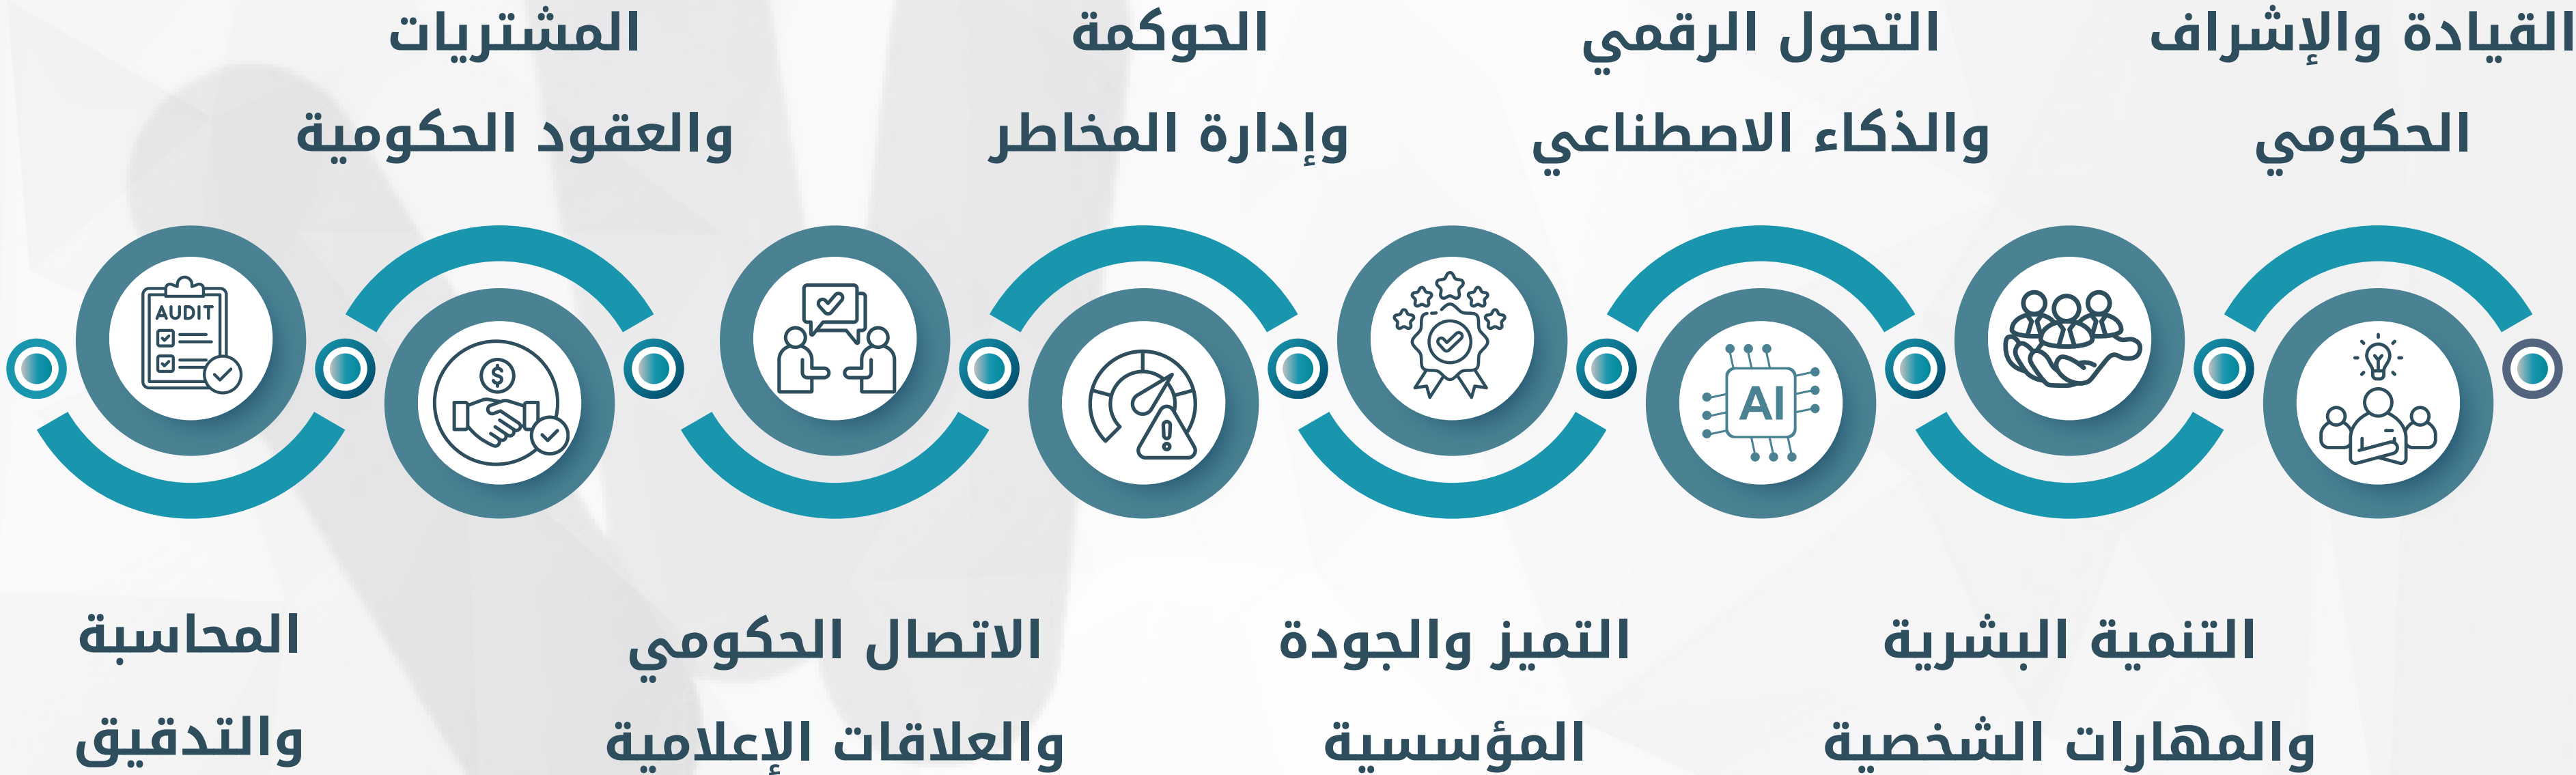 القيادة والإشراف
الحكومي
التحول الرقمي
والذكاء الاصطناعي
الحوكمة
وإدارة المخاطر
المشتريات
والعقود الحكومية
AUDIT
$
AI
التنمية البشرية
والمهارات الشخصية
التميز والجودة
المؤسسية
الاتصال الحكومي
والعلاقات الإعلامية
المحاسبة
والتدقيق